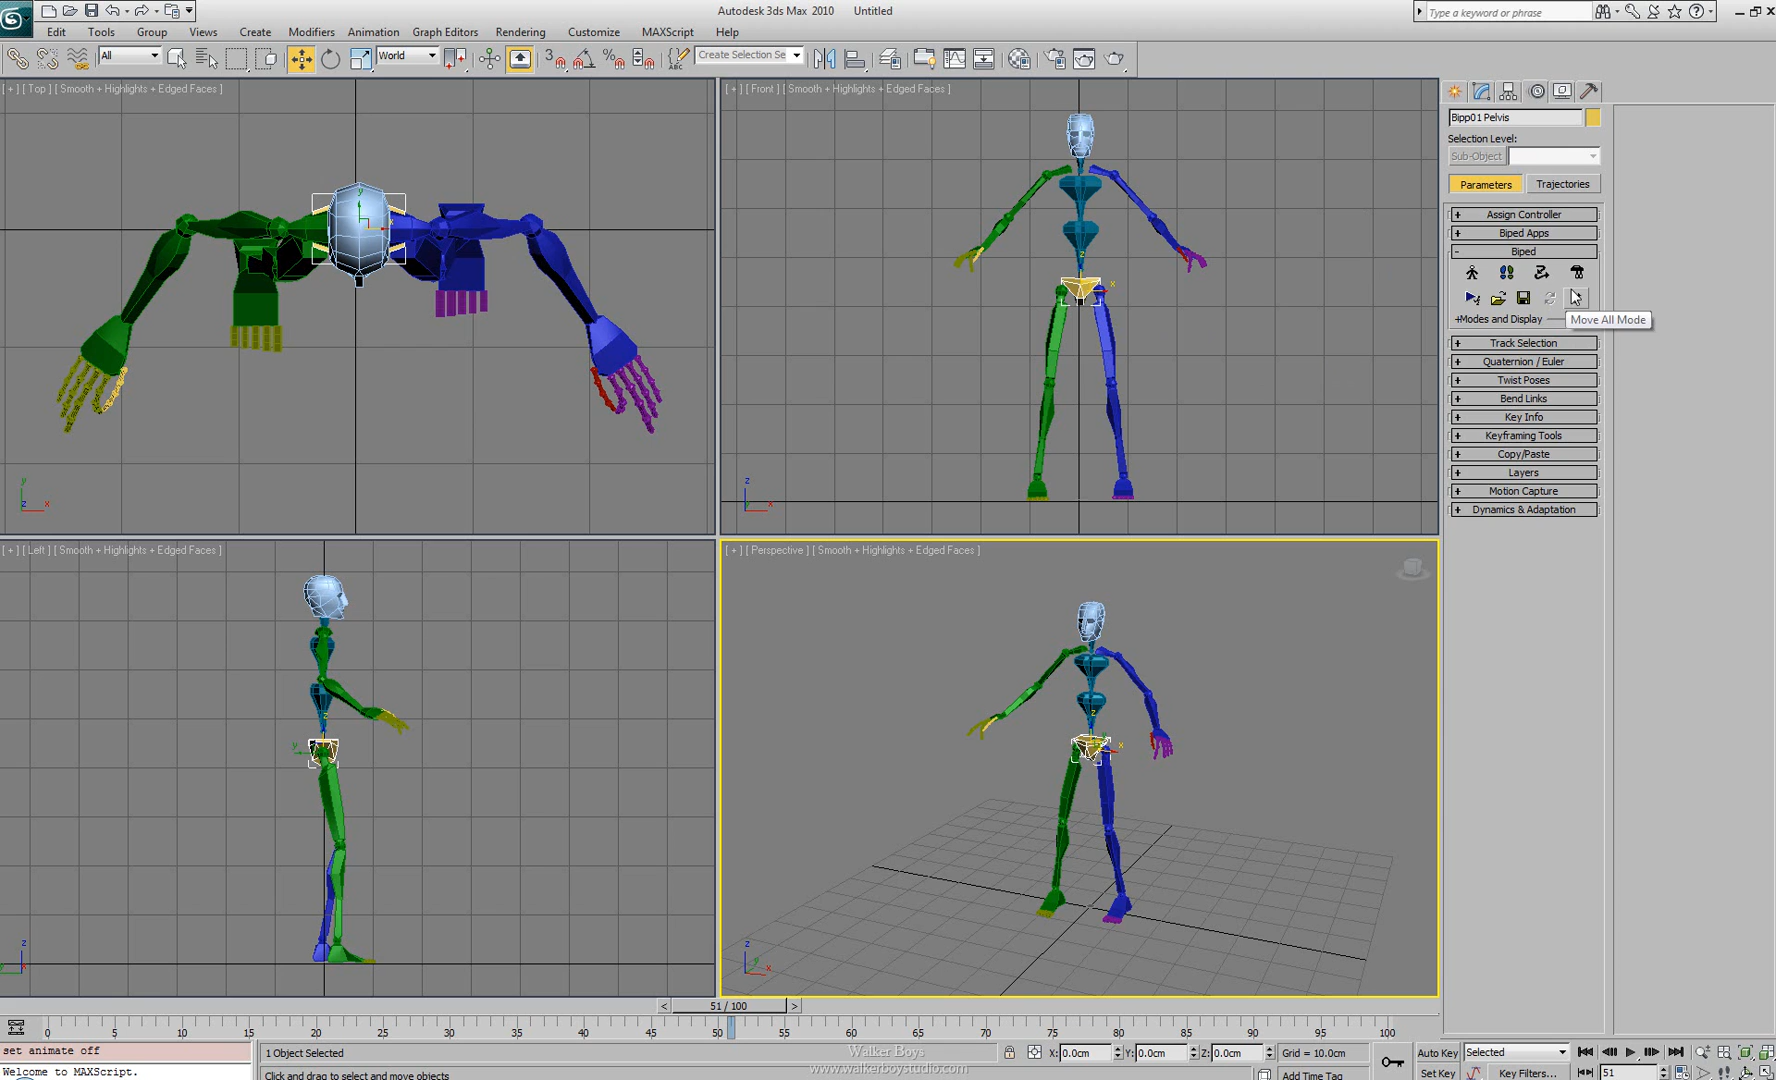 Autodesk 3ds Max 2010 Untitled
Type a keyword or phrase
Edit Tools Group Views Create Modifiers Animation Graph Editors Rendering Customize MAXScript Help
All
World
3
Create Selection Se
[ + ] [ Top ] [ Smooth + Highlights + Edged Faces ]
[ + ] [ Front ] [ Smooth + Highlights + Edged Faces ]
Bipp01 Pelvis
Selection Level:
Sub-Object
Parameters Trajectories
+ Assign Controller
+ Biped Apps
- Biped
+Modes and Display
Move All Mode
+ Track Selection
+ Quaternion / Euler
+ Twist Poses
+ Bend Links
+ Key Info
+ Keyframing Tools
+ Copy/Paste
+ Layers
+ Motion Capture
+ Dynamics & Adaptation
[ + ] [ Left ] [ Smooth + Highlights + Edged Faces ]
[ + ] [ Perspective ] [ Smooth + Highlights + Edged Faces ]
< 51 / 100 >
0 5 10 15 20 25 30 35 40 45 50 55 60 65 70 75 80 85 90 95 100
set animate off
Welcome to MAXScript.
1 Object Selected
Click and drag to select and move objects
Walker Boys
www.walkerboystudio.com
X: 0.0cm Y: 0.0cm Z: 0.0cm Grid = 10.0cm
Add Time Tag
Auto Key Selected
Set Key Key Filters... 51